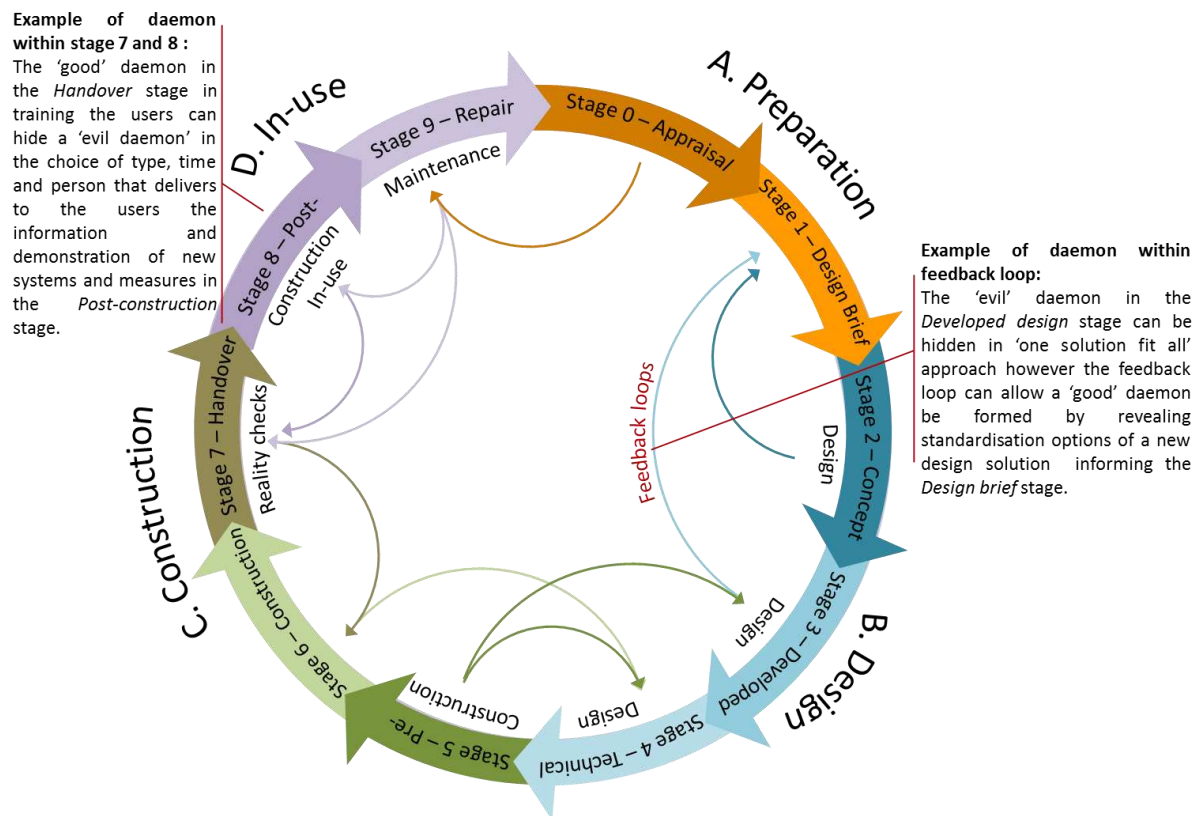 Example of daemon
within stage 7 and 8 :
The ‘good’ daemon in
the Handover stage in
training the users can
hide a ‘evil daemon’ in
the choice of type, time
and person that delivers
to the users the
information and
demonstration of new
systems and measures in
the Post-construction
stage.
A. Preparation
Stage 0 – Appraisal
Stage 1 – Design Brief
Example of daemon within
feedback loop:
The ‘evil’ daemon in the
Developed design stage can be
hidden in ‘one solution fit all’
approach however the feedback
loop can allow a ‘good’ daemon
be formed by revealing
standardisation options of a new
design solution informing the
Design brief stage.
B. Design
Stage 2 – Concept
Design
Stage 3 – Developed
Design
Stage 4 – Technical
Design
C. Construction
Stage 5 – Pre-
Construction
Stage 6 – Construction
Stage 7 – Handover
Reality checks
D. In-use
Stage 8 – Post-
Construction
In-use
Stage 9 – Repair
Maintenance
Feedback loops